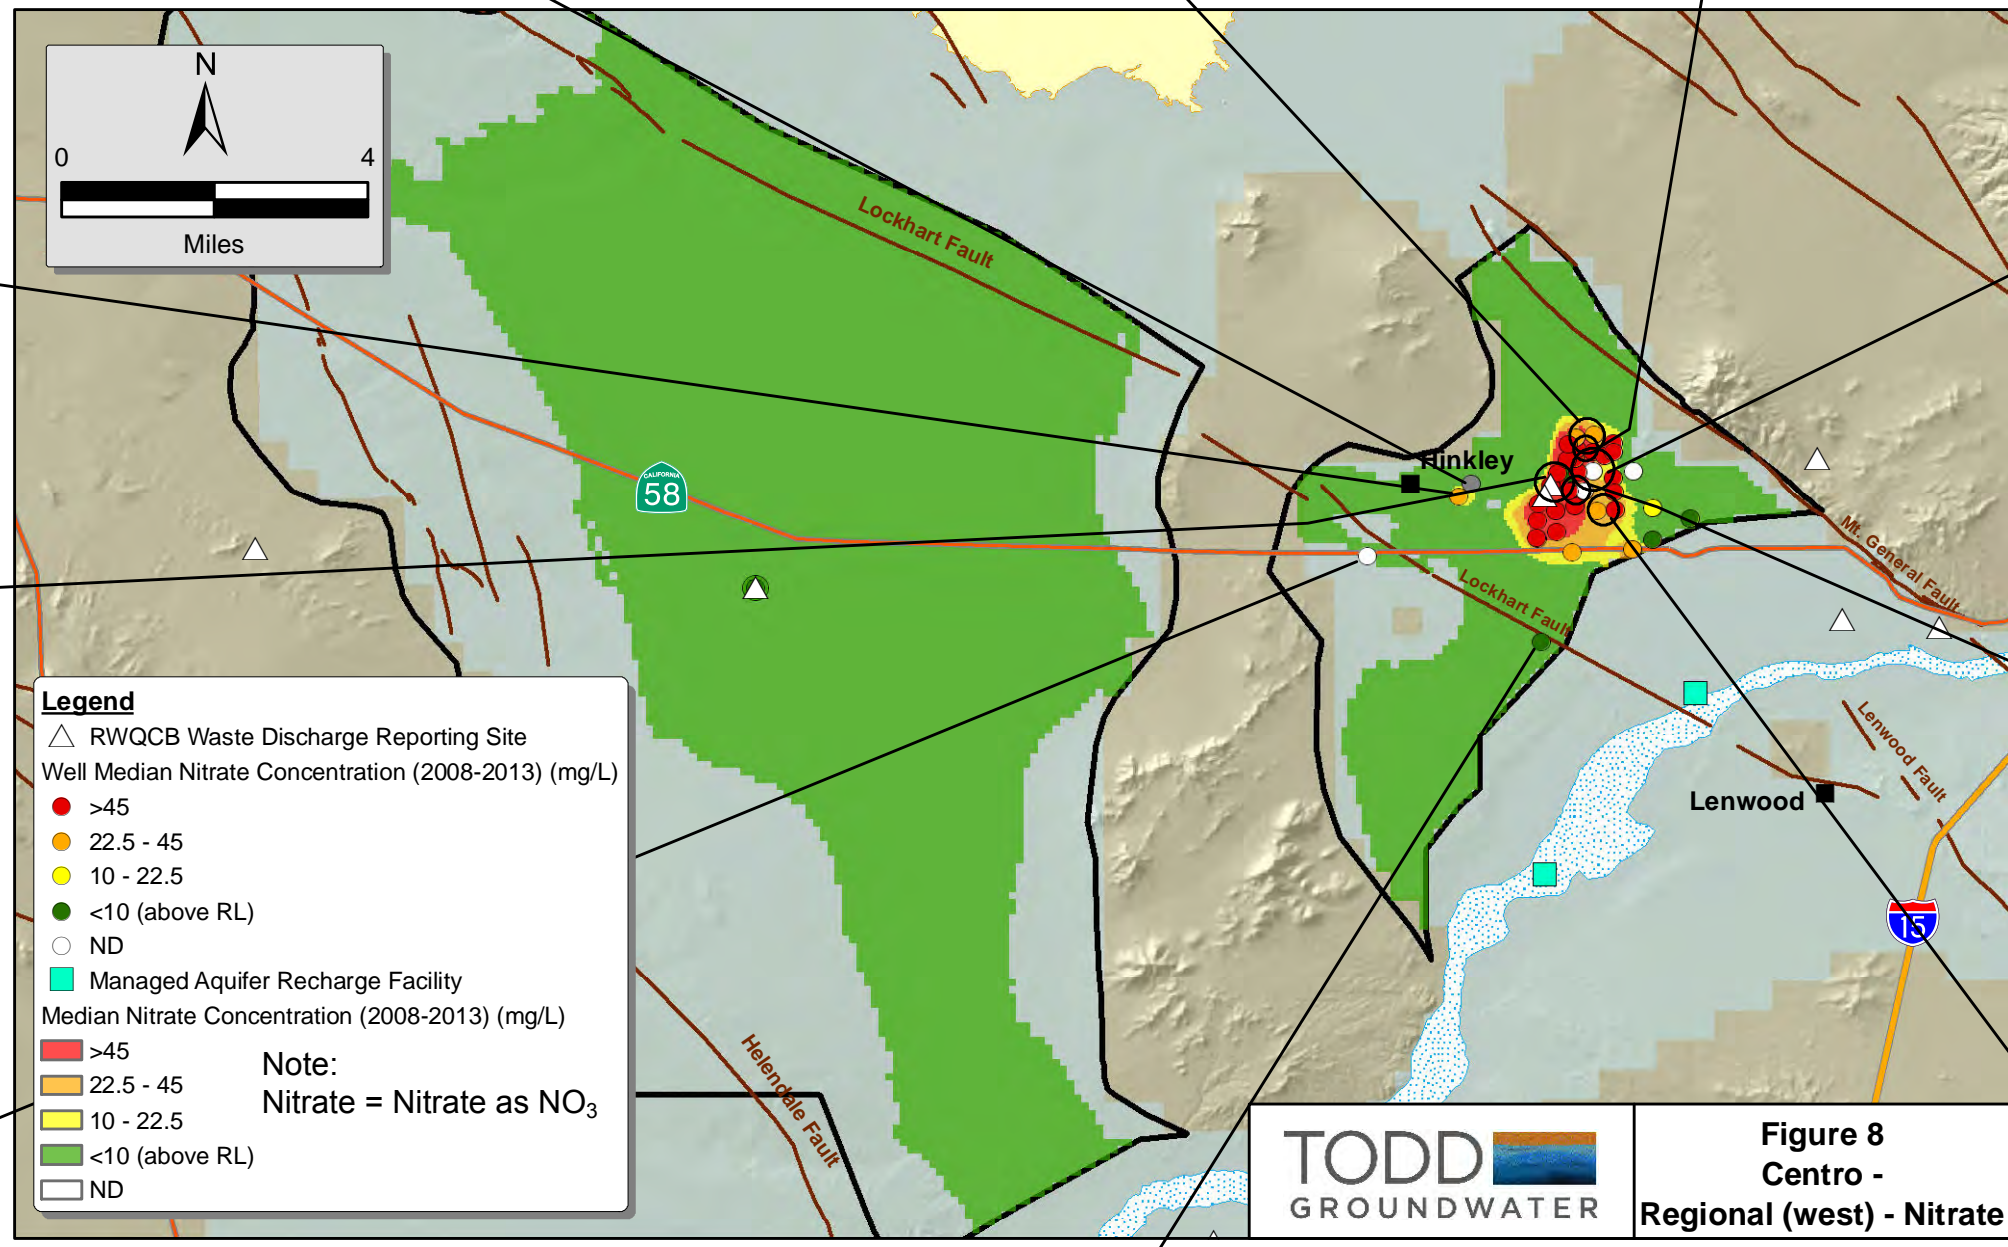 N
0 4
Miles
Lockhart Fault
CALIFORNIA
58
Hinkley
Mt. General Fault
Lockhart Fault
Lenwood Fault
Lenwood
15
Helendale Fault
Legend
RWQCB Waste Discharge Reporting Site
Well Median Nitrate Concentration (2008-2013) (mg/L)
>45
22.5 - 45
10 - 22.5
<10 (above RL)
ND
Managed Aquifer Recharge Facility
Median Nitrate Concentration (2008-2013) (mg/L)
>45
22.5 - 45
10 - 22.5
<10 (above RL)
ND
Note:
Nitrate = Nitrate as NO₃
TODD
GROUNDWATER
Figure 8
Centro -
Regional (west) - Nitrate